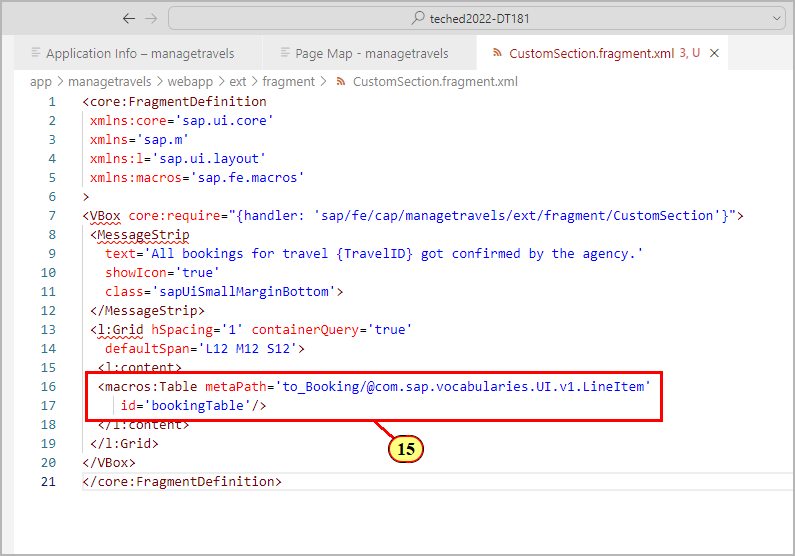 teched2022-DT181
Application Info – managetravels
Page Map - managetravels
CustomSection.fragment.xml 3, U
app > managetravels > webapp > ext > fragment > CustomSection.fragment.xml
1 <core:FragmentDefinition
2 xmlns:core='sap.ui.core'
3 xmlns='sap.m'
4 xmlns:l='sap.ui.layout'
5 xmlns:macros='sap.fe.macros'
6 >
7 <VBox core:require="{handler: 'sap/fe/cap/managetravels/ext/fragment/CustomSection'}">
8 <MessageStrip
9 text='All bookings for travel {TravelID} got confirmed by the agency.'
10 showIcon='true'
11 class='sapUiSmallMarginBottom'>
12 </MessageStrip>
13 <l:Grid hSpacing='1' containerQuery='true'
14 defaultSpan='L12 M12 S12'>
15 <l:content>
16 <macros:Table metaPath='to_Booking/@com.sap.vocabularies.UI.v1.LineItem'
17 id='bookingTable'/>
18 </l:content>
19 </l:Grid>
20 </VBox>
21 </core:FragmentDefinition>
15